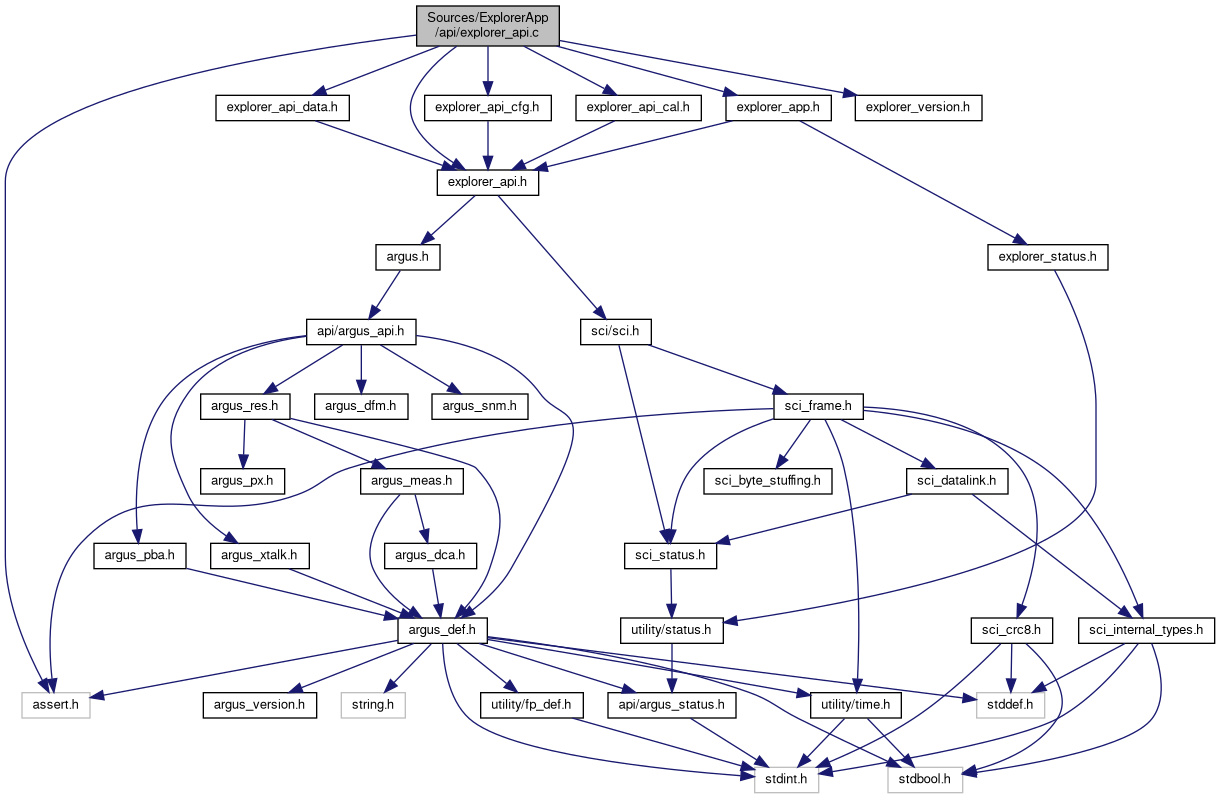 Sources/ExplorerApp
/api/explorer_api.c
explorer_api_data.h
explorer_api_cfg.h
explorer_api_cal.h
explorer_app.h
explorer_version.h
explorer_api.h
argus.h
explorer_status.h
api/argus_api.h
sci/sci.h
argus_res.h
argus_dfm.h
argus_snm.h
sci_frame.h
argus_px.h
argus_meas.h
sci_byte_stuffing.h
sci_datalink.h
argus_pba.h
argus_xtalk.h
argus_dca.h
sci_status.h
argus_def.h
utility/status.h
sci_crc8.h
sci_internal_types.h
assert.h
argus_version.h
string.h
utility/fp_def.h
api/argus_status.h
utility/time.h
stddef.h
stdint.h
stdbool.h